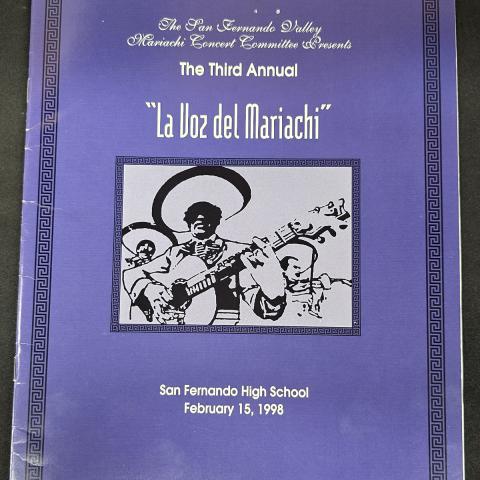 The San Fernando Valley
Mariachi Concert Committee Presents
The Third Annual
"La Voz del Mariachi"
San Fernando High School
February 15, 1998